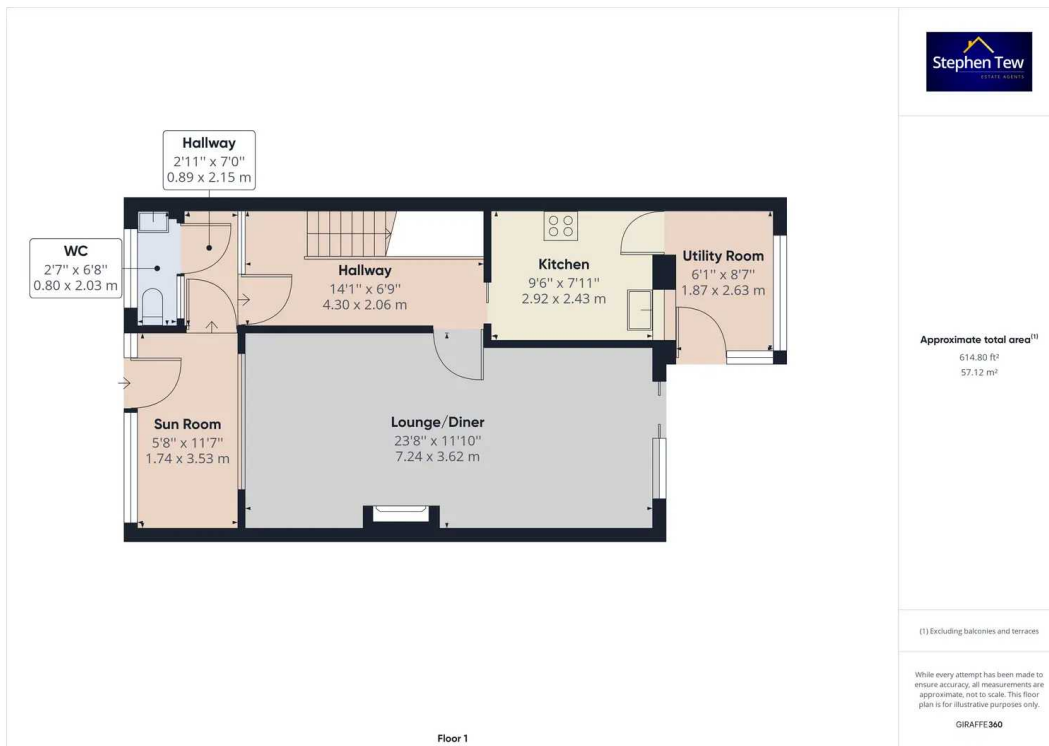 Hallway
2'11" x 7'0"
0.89 x 2.15 m
WC
2'7" x 6'8"
0.80 x 2.03 m
Hallway
14'1" x 6'9"
4.30 x 2.06 m
Kitchen
9'6" x 7'11"
2.92 x 2.43 m
Utility Room
6'1" x 8'7"
1.87 x 2.63 m
Sun Room
5'8" x 11'7"
1.74 x 3.53 m
Lounge/Diner
23'8" x 11'10"
7.24 x 3.62 m
Floor 1
Stephen Tew
ESTATE AGENTS
Approximate total area⁽¹⁾
614.80 ft²
57.12 m²
(1) Excluding balconies and terraces
While every attempt has been made to
ensure accuracy, all measurements are
approximate, not to scale. This floor
plan is for illustrative purposes only.
GIRAFFE360